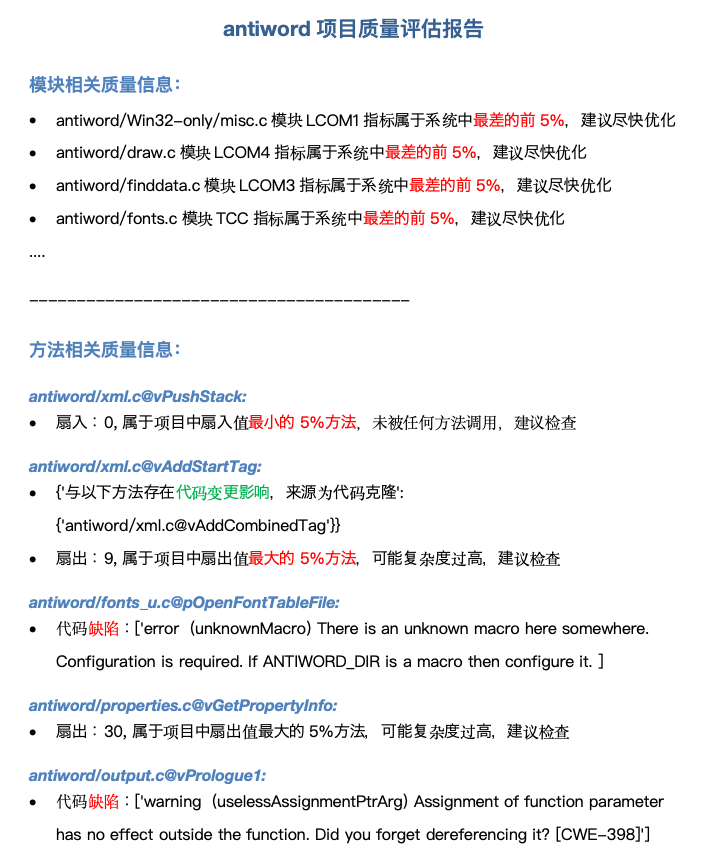 antiword 项目质量评估报告
模块相关质量信息：
• antiword/Win32-only/misc.c 模块 LCOM1 指标属于系统中最差的前 5%，建议尽快优化
• antiword/draw.c 模块 LCOM4 指标属于系统中最差的前 5%，建议尽快优化
• antiword/finddata.c 模块 LCOM3 指标属于系统中最差的前 5%，建议尽快优化
• antiword/fonts.c 模块 TCC 指标属于系统中最差的前 5%，建议尽快优化
....
----------------------------------------
方法相关质量信息：
antiword/xml.c@vPushStack:
• 扇入：0, 属于项目中扇入值最小的 5%方法，未被任何方法调用，建议检查
antiword/xml.c@vAddStartTag:
• {'与以下方法存在代码变更影响，来源为代码克隆':
{'antiword/xml.c@vAddCombinedTag'}}
• 扇出：9, 属于项目中扇出值最大的 5%方法，可能复杂度过高，建议检查
antiword/fonts_u.c@pOpenFontTableFile:
• 代码缺陷：['error（unknownMacro) There is an unknown macro here somewhere.
Configuration is required. If ANTIWORD_DIR is a macro then configure it. ]
antiword/properties.c@vGetPropertyInfo:
• 扇出：30, 属于项目中扇出值最大的 5%方法，可能复杂度过高，建议检查
antiword/output.c@vPrologue1:
• 代码缺陷：['warning（uselessAssignmentPtrArg) Assignment of function parameter
has no effect outside the function. Did you forget dereferencing it? [CWE-398]']